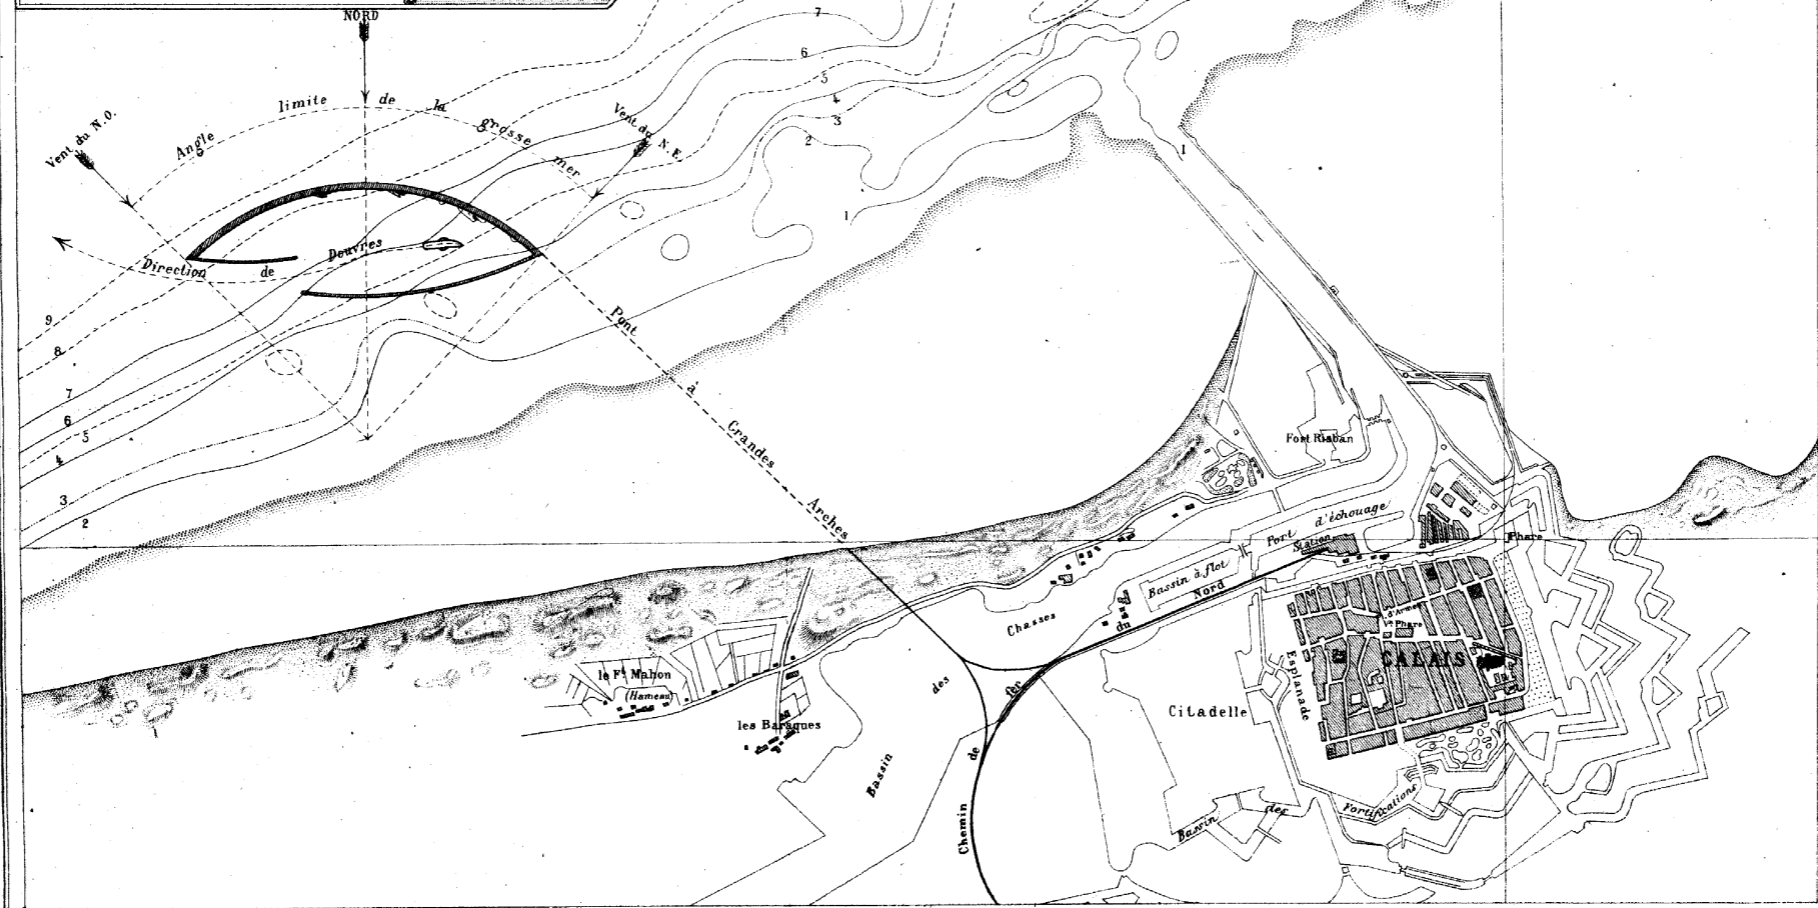 NORD
Vent du N.O.
Angle limite de la grosse mer
Vent du N.E.
7
6
5
4
3
2
1
1
Direction de Douvres
9
8
7
6
5
4
3
2
Pont à Grandes Arches
Fort Risban
Port d'échouage
Station
Phare
Bassin à flot
Chemin de fer du Nord
d'Armes
Vx Phare
CALAIS
Esplanade
Citadelle
Bassin des Chasses
le Ft Mahon
(Hameau)
les Baraques
Bassin des Fortifications